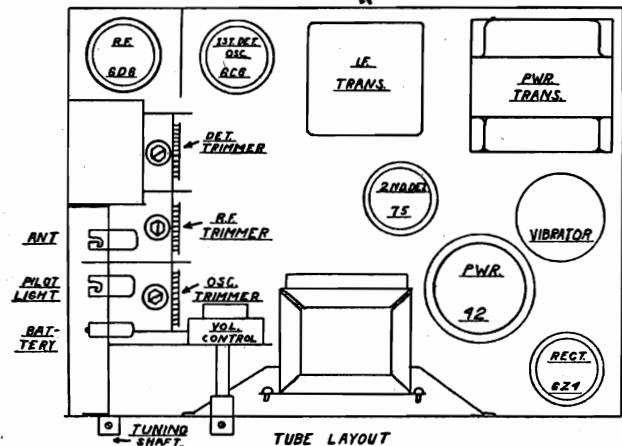 R.F.
6D6
1ST. DET.
OSC.
6C6
I.F.
TRANS.
PWR.
TRANS.
DET.
TRIMMER
2ND. DET.
75
ANT
R.F.
TRIMMER
VIBRATOR
PILOT
LIGHT
OSC.
TRIMMER
PWR.
42
BAT-
TERY
VOL.
CONTROL
RECT.
6Z4
TUNING
SHAFT.
TUBE LAYOUT